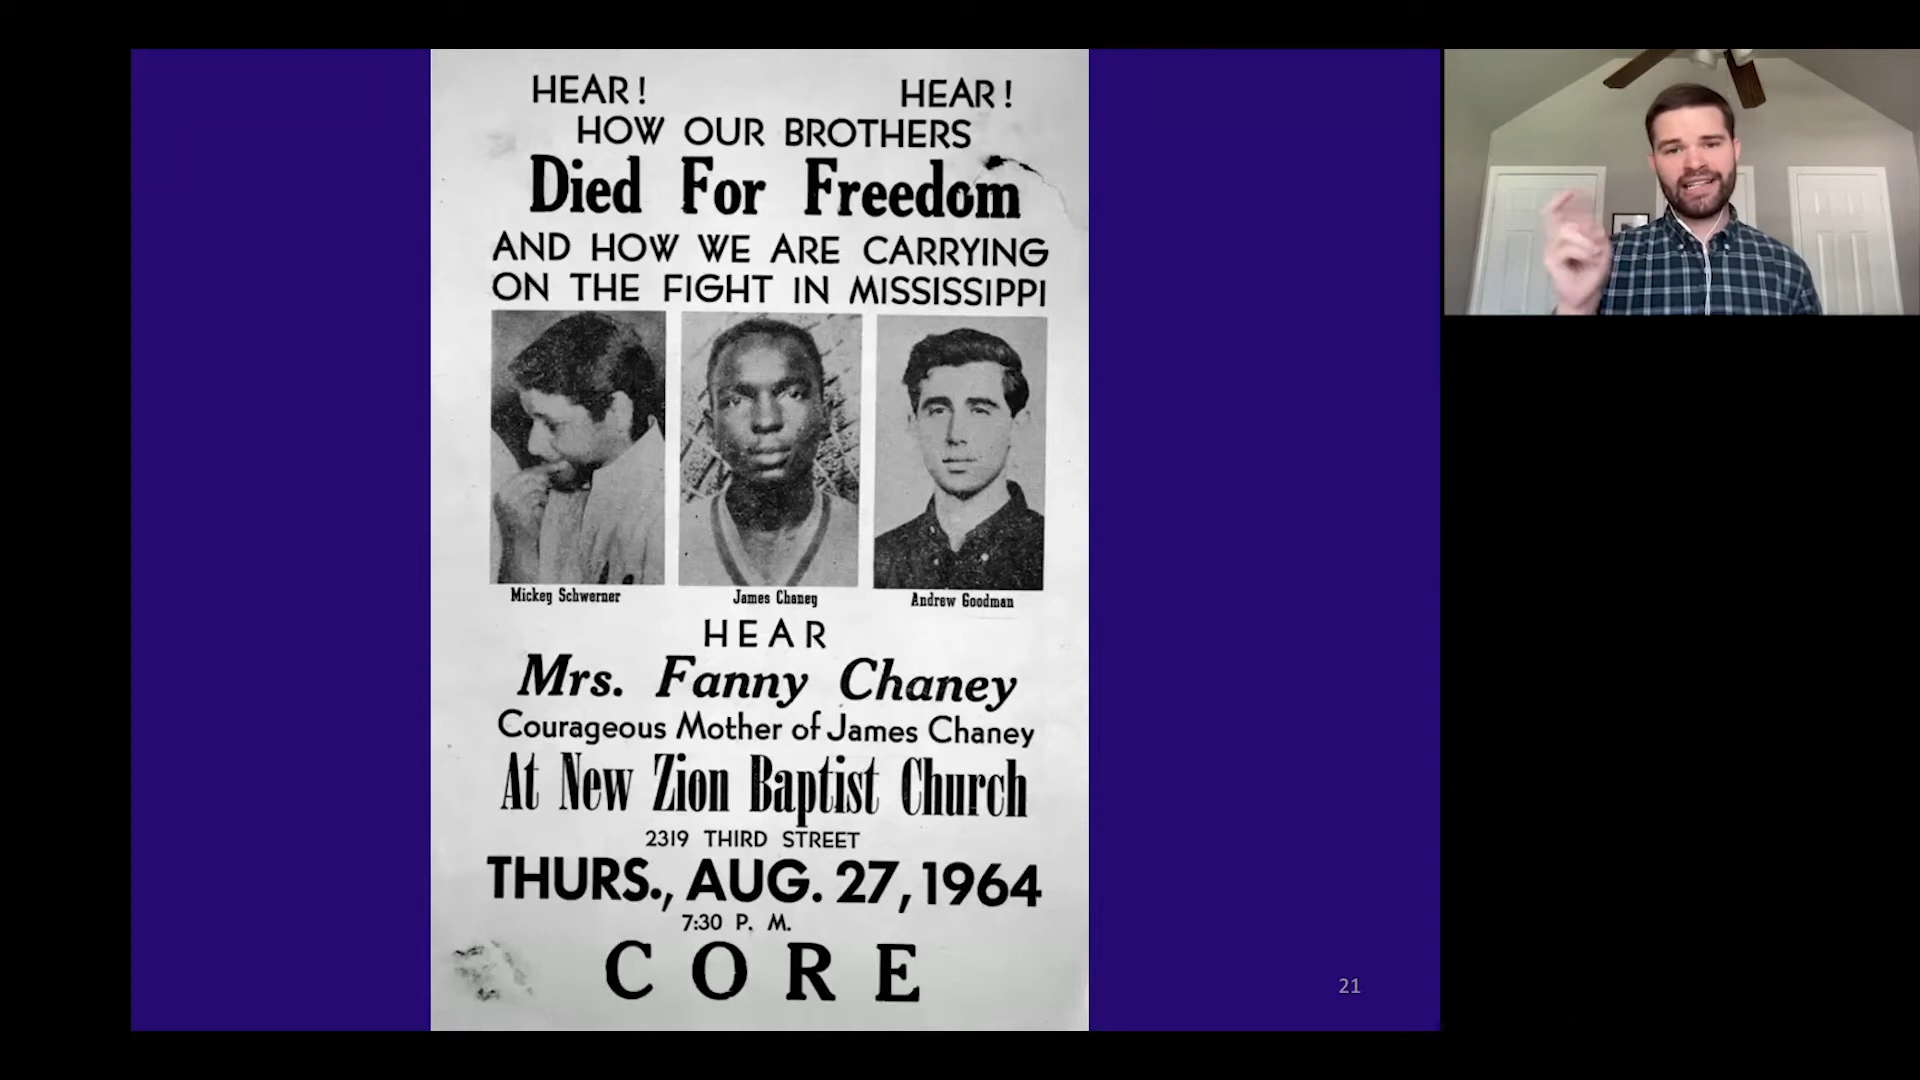 HEAR! HEAR!
HOW OUR BROTHERS
Died For Freedom
AND HOW WE ARE CARRYING
ON THE FIGHT IN MISSISSIPPI
Mickey Schwerner James Chaney Andrew Goodman
HEAR
Mrs. Fanny Chaney
Courageous Mother of James Chaney
At New Zion Baptist Church
2319 THIRD STREET
THURS., AUG. 27, 1964
7:30 P. M.
CORE
21